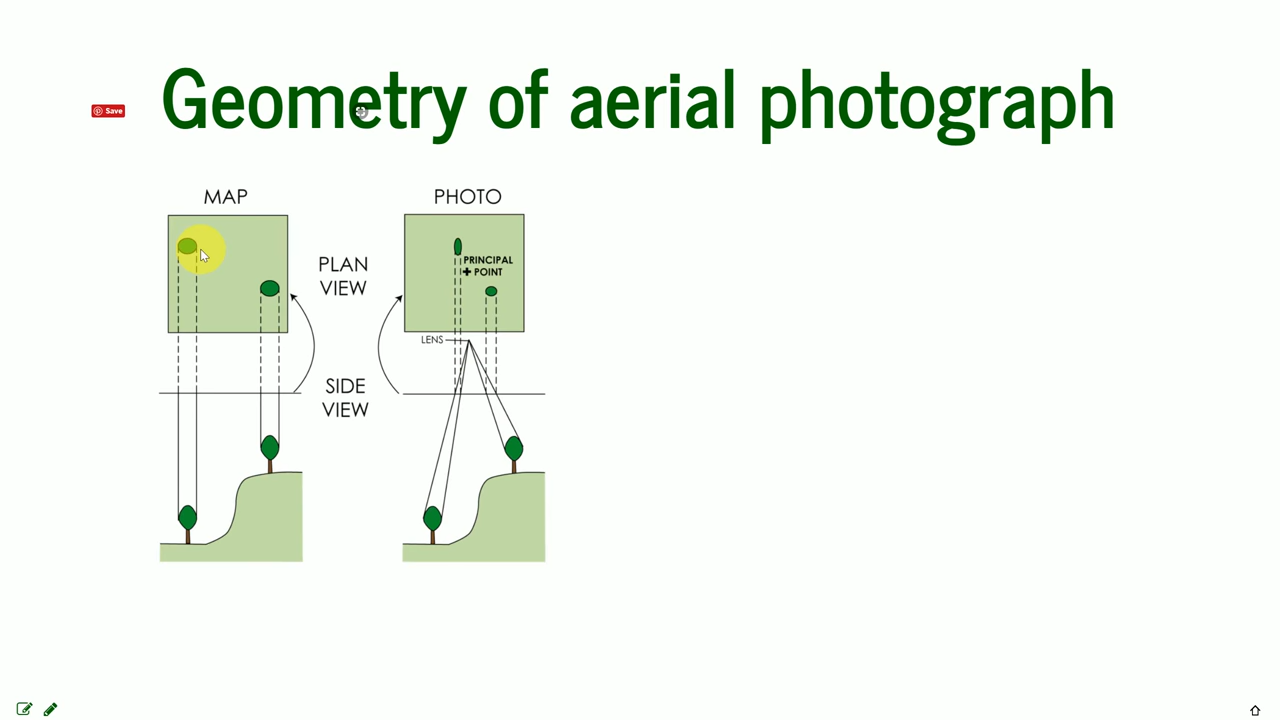 Save
Geometry of aerial photograph
MAP
PHOTO
PLAN
VIEW
PRINCIPAL
POINT
LENS
SIDE
VIEW